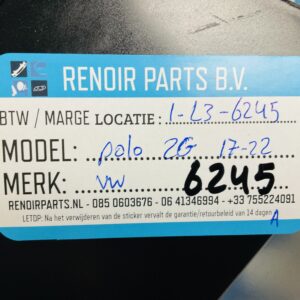 RENOIR PARTS B.V.
BTW / MARGE LOCATIE : 1-L3-6245
MODEL: polo 2G 17-22
MERK: VW 6245
RENOIRPARTS.NL - 085 0603676 - 06 41346994 - +33 755224091
LETOP: Na het verwijderen van de sticker vervalt de garantie/retourbeleid van 14 dagen
A